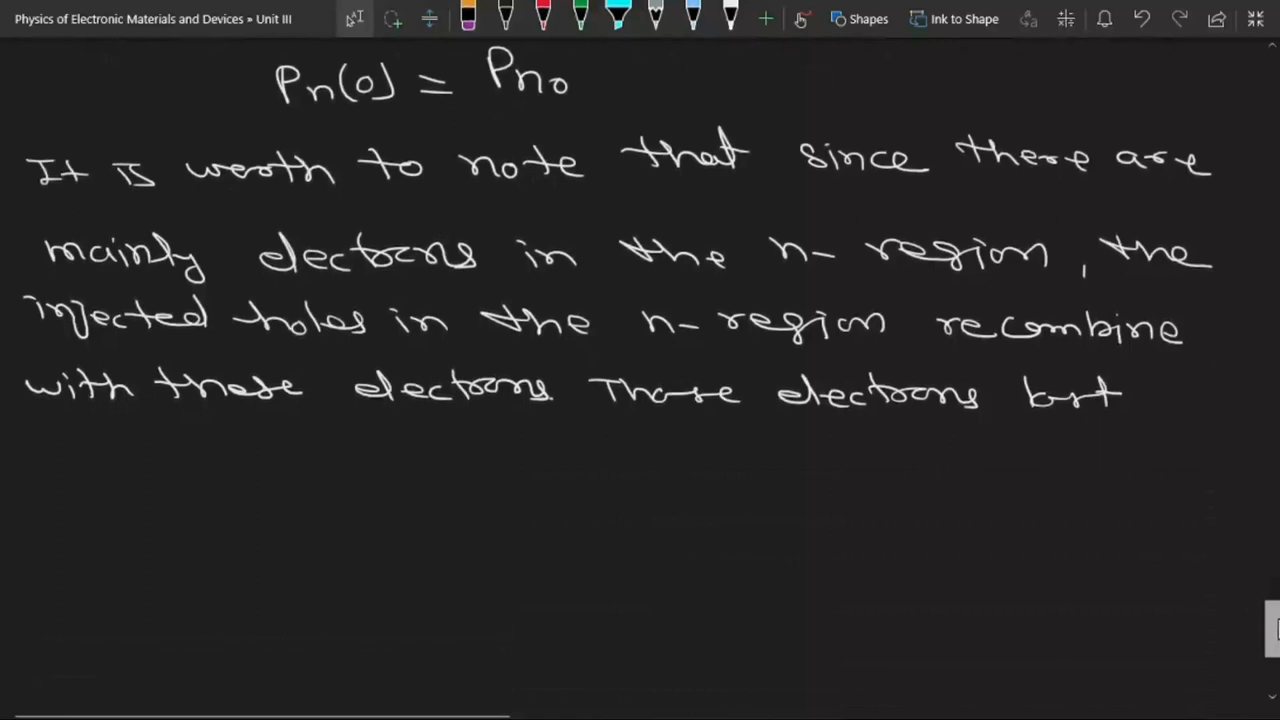 Physics of Electronic Materials and Devices » Unit III
Shapes
Ink to Shape
Pn(0) = Pno
It is worth to note that since there are
mainly electrons in the n- region, the
injected holes in the n- region recombine
with these electrons. Those electrons lost